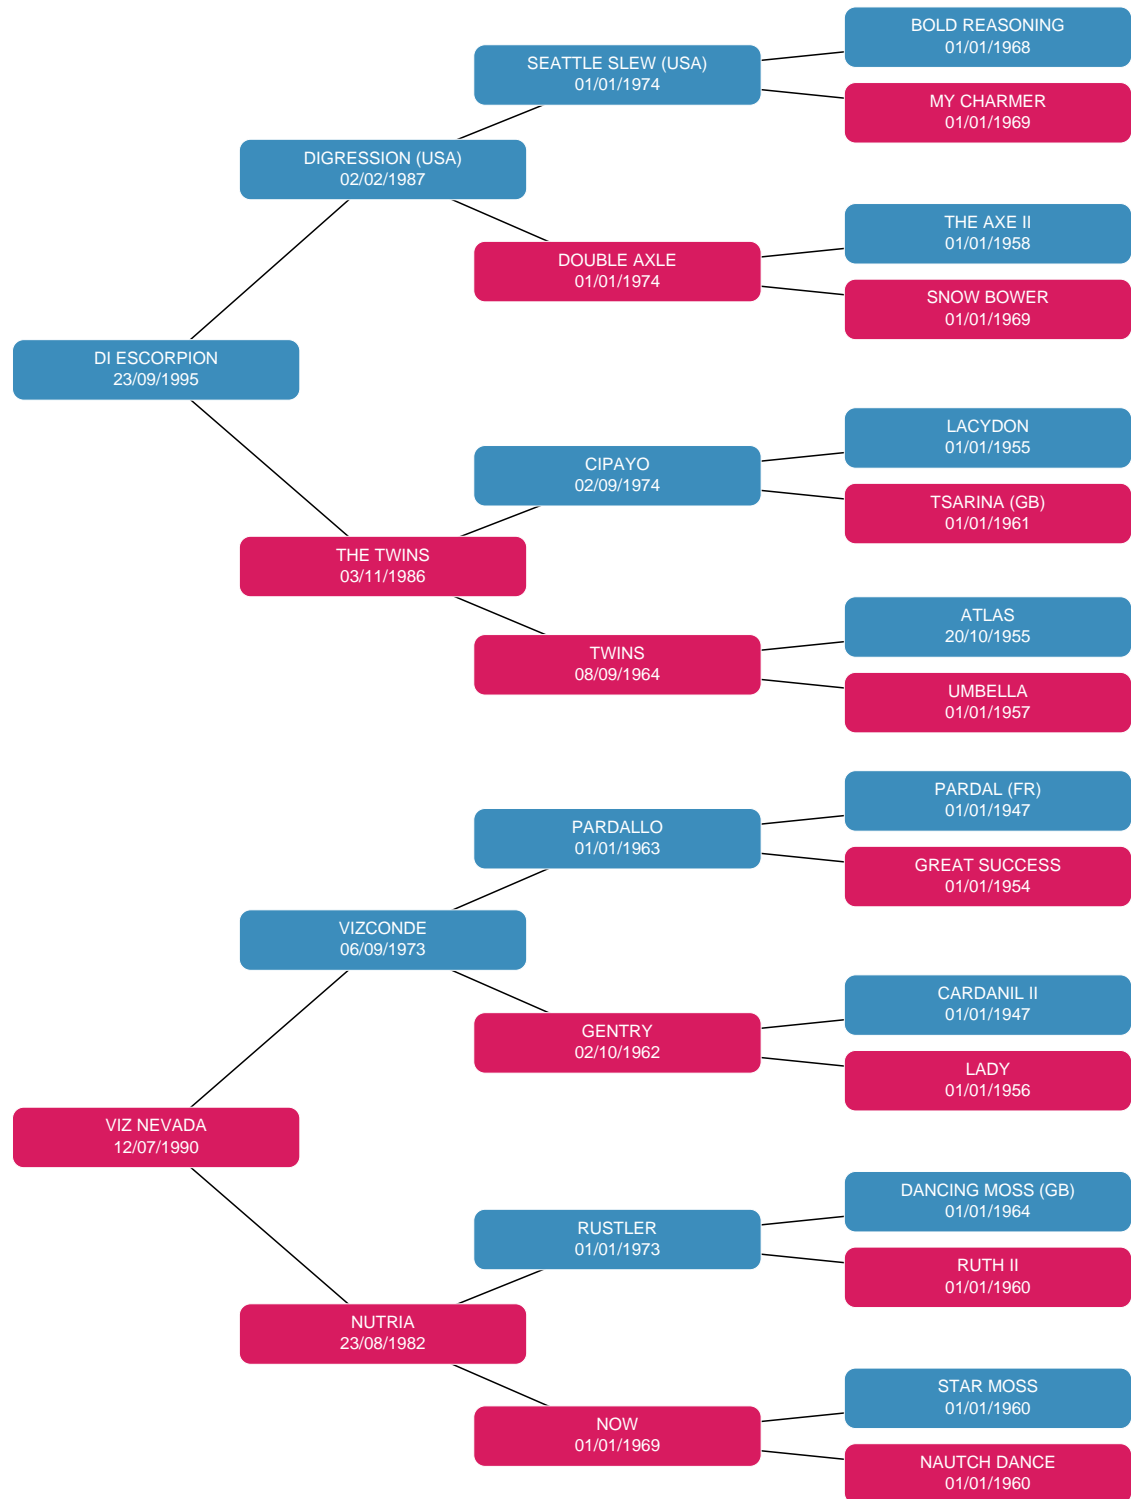 BOLD REASONING
01/01/1968
SEATTLE SLEW (USA)
01/01/1974
MY CHARMER
01/01/1969
DIGRESSION (USA)
02/02/1987
THE AXE II
01/01/1958
DOUBLE AXLE
01/01/1974
SNOW BOWER
01/01/1969
DI ESCORPION
23/09/1995
LACYDON
01/01/1955
CIPAYO
02/09/1974
TSARINA (GB)
01/01/1961
THE TWINS
03/11/1986
ATLAS
20/10/1955
TWINS
08/09/1964
UMBELLA
01/01/1957
PARDAL (FR)
01/01/1947
PARDALLO
01/01/1963
GREAT SUCCESS
01/01/1954
VIZCONDE
06/09/1973
CARDANIL II
01/01/1947
GENTRY
02/10/1962
LADY
01/01/1956
VIZ NEVADA
12/07/1990
DANCING MOSS (GB)
01/01/1964
RUSTLER
01/01/1973
RUTH II
01/01/1960
NUTRIA
23/08/1982
STAR MOSS
01/01/1960
NOW
01/01/1969
NAUTCH DANCE
01/01/1960